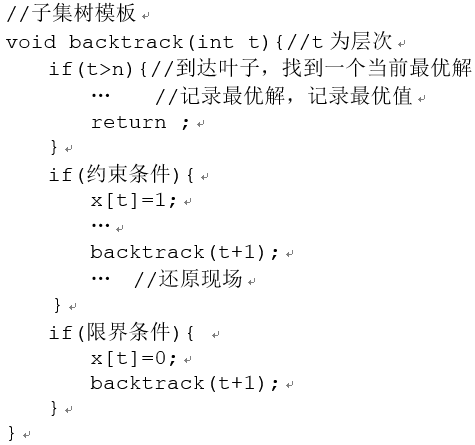 //子集树模板
void backtrack(int t){//t为层次
if(t>n){//到达叶子，找到一个当前最优解
… //记录最优解，记录最优值
return ;
}
if(约束条件){
x[t]=1;
…
backtrack(t+1);
… //还原现场
}
if(限界条件){
x[t]=0;
backtrack(t+1);
}
}